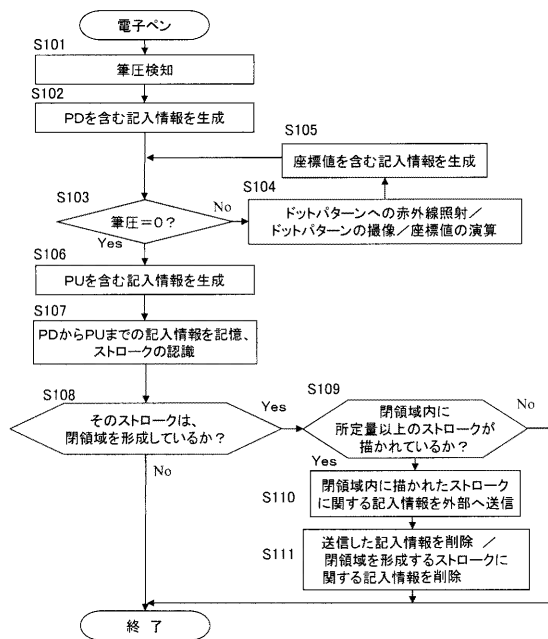 電子ペン
S101
筆圧検知
S102
PDを含む記入情報を生成
S105
座標値を含む記入情報を生成
S103
筆圧=0?
No
Yes
S104
ドットパターンへの赤外線照射/
ドットパターンの撮像/座標値の演算
S106
PUを含む記入情報を生成
S107
PDからPUまでの記入情報を記憶、
ストロークの認識
S108
そのストロークは、
閉領域を形成しているか?
Yes
No
S109
閉領域内に
所定量以上のストロークが
描かれているか?
No
Yes
S110
閉領域内に描かれたストローク
に関する記入情報を外部へ送信
S111
送信した記入情報を削除 /
閉領域を形成するストロークに
関する記入情報を削除
終了